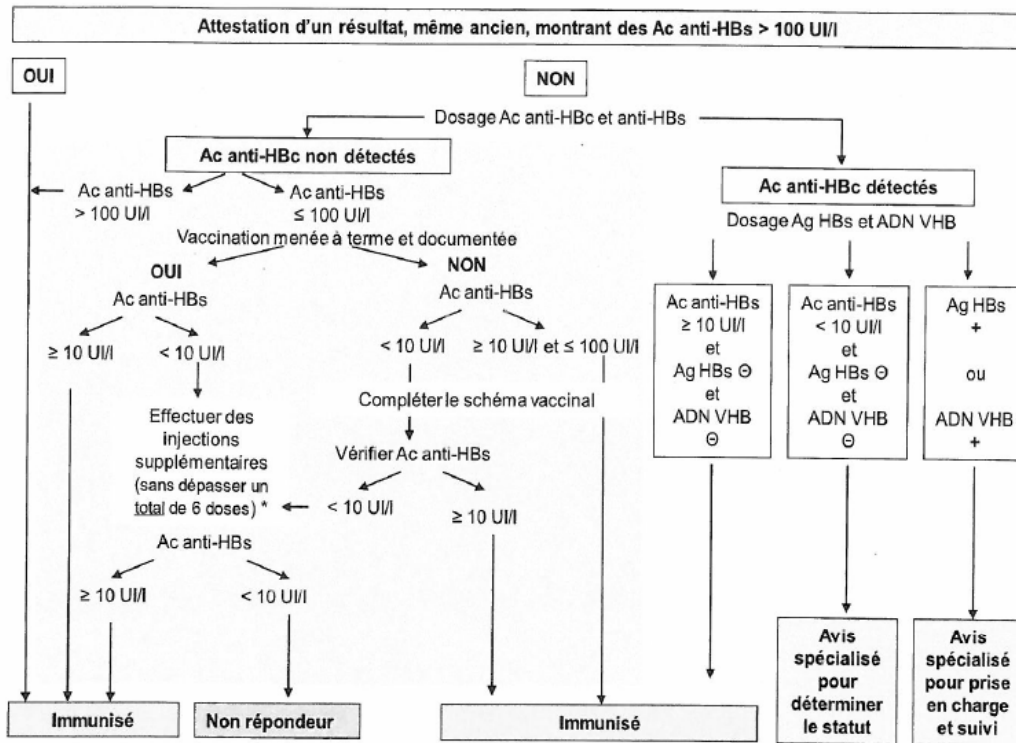 Attestation d'un résultat, même ancien, montrant des Ac anti-HBs > 100 UI/l
OUI
NON
Dosage Ac anti-HBc et anti-HBs
Ac anti-HBc non détectés
Ac anti-HBs
> 100 UI/l
Ac anti-HBs
≤ 100 UI/l
Vaccination menée à terme et documentée
OUI
Ac anti-HBs
≥ 10 UI/l
< 10 UI/l
Effectuer des
injections
supplémentaires
(sans dépasser un
total de 6 doses) *
Ac anti-HBs
≥ 10 UI/l
< 10 UI/l
NON
Ac anti-HBs
< 10 UI/l
≥ 10 UI/l et ≤ 100 UI/l
Compléter le schéma vaccinal
Vérifier Ac anti-HBs
< 10 UI/l
≥ 10 UI/l
Ac anti-HBc détectés
Dosage Ag HBs et ADN VHB
Ac anti-HBs
≥ 10 UI/l
et
Ag HBs Θ
et
ADN VHB
Θ
Ac anti-HBs
< 10 UI/l
et
Ag HBs Θ
et
ADN VHB
Θ
Ag HBs
+
ou
ADN VHB
+
Immunisé
Non répondeur
Immunisé
Avis
spécialisé
pour
déterminer
le statut
Avis
spécialisé
pour prise
en charge
et suivi